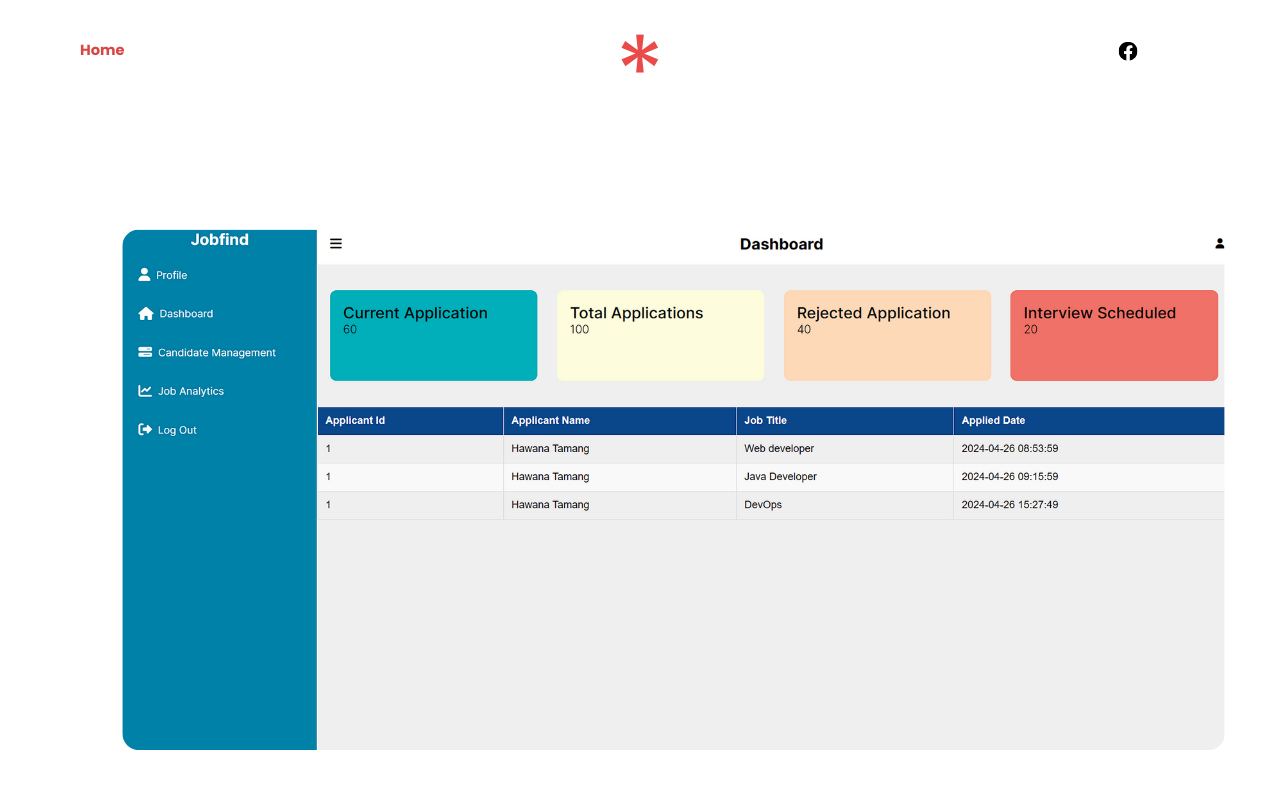 Home
Jobfind
Profile
Dashboard
Candidate Management
Job Analytics
Log Out
Dashboard
Current Application
60
Total Applications
100
Rejected Application
40
Interview Scheduled
20
Applicant Id Applicant Name Job Title Applied Date
1 Hawana Tamang Web developer 2024-04-26 08:53:59
1 Hawana Tamang Java Developer 2024-04-26 09:15:59
1 Hawana Tamang DevOps 2024-04-26 15:27:49